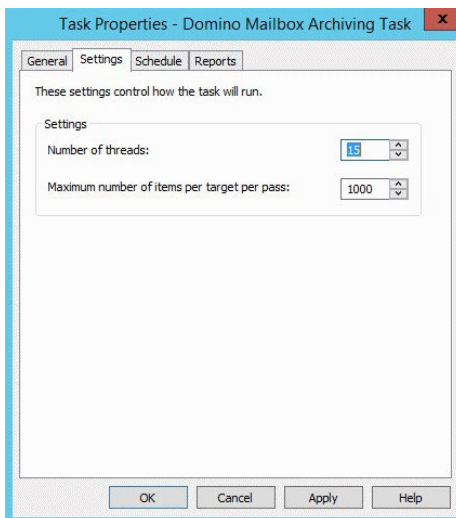 Task Properties - Domino Mailbox Archiving Task x
General Settings Schedule Reports
These settings control how the task will run.
Settings
Number of threads: 15
Maximum number of items per target per pass: 1000
OK Cancel Apply Help